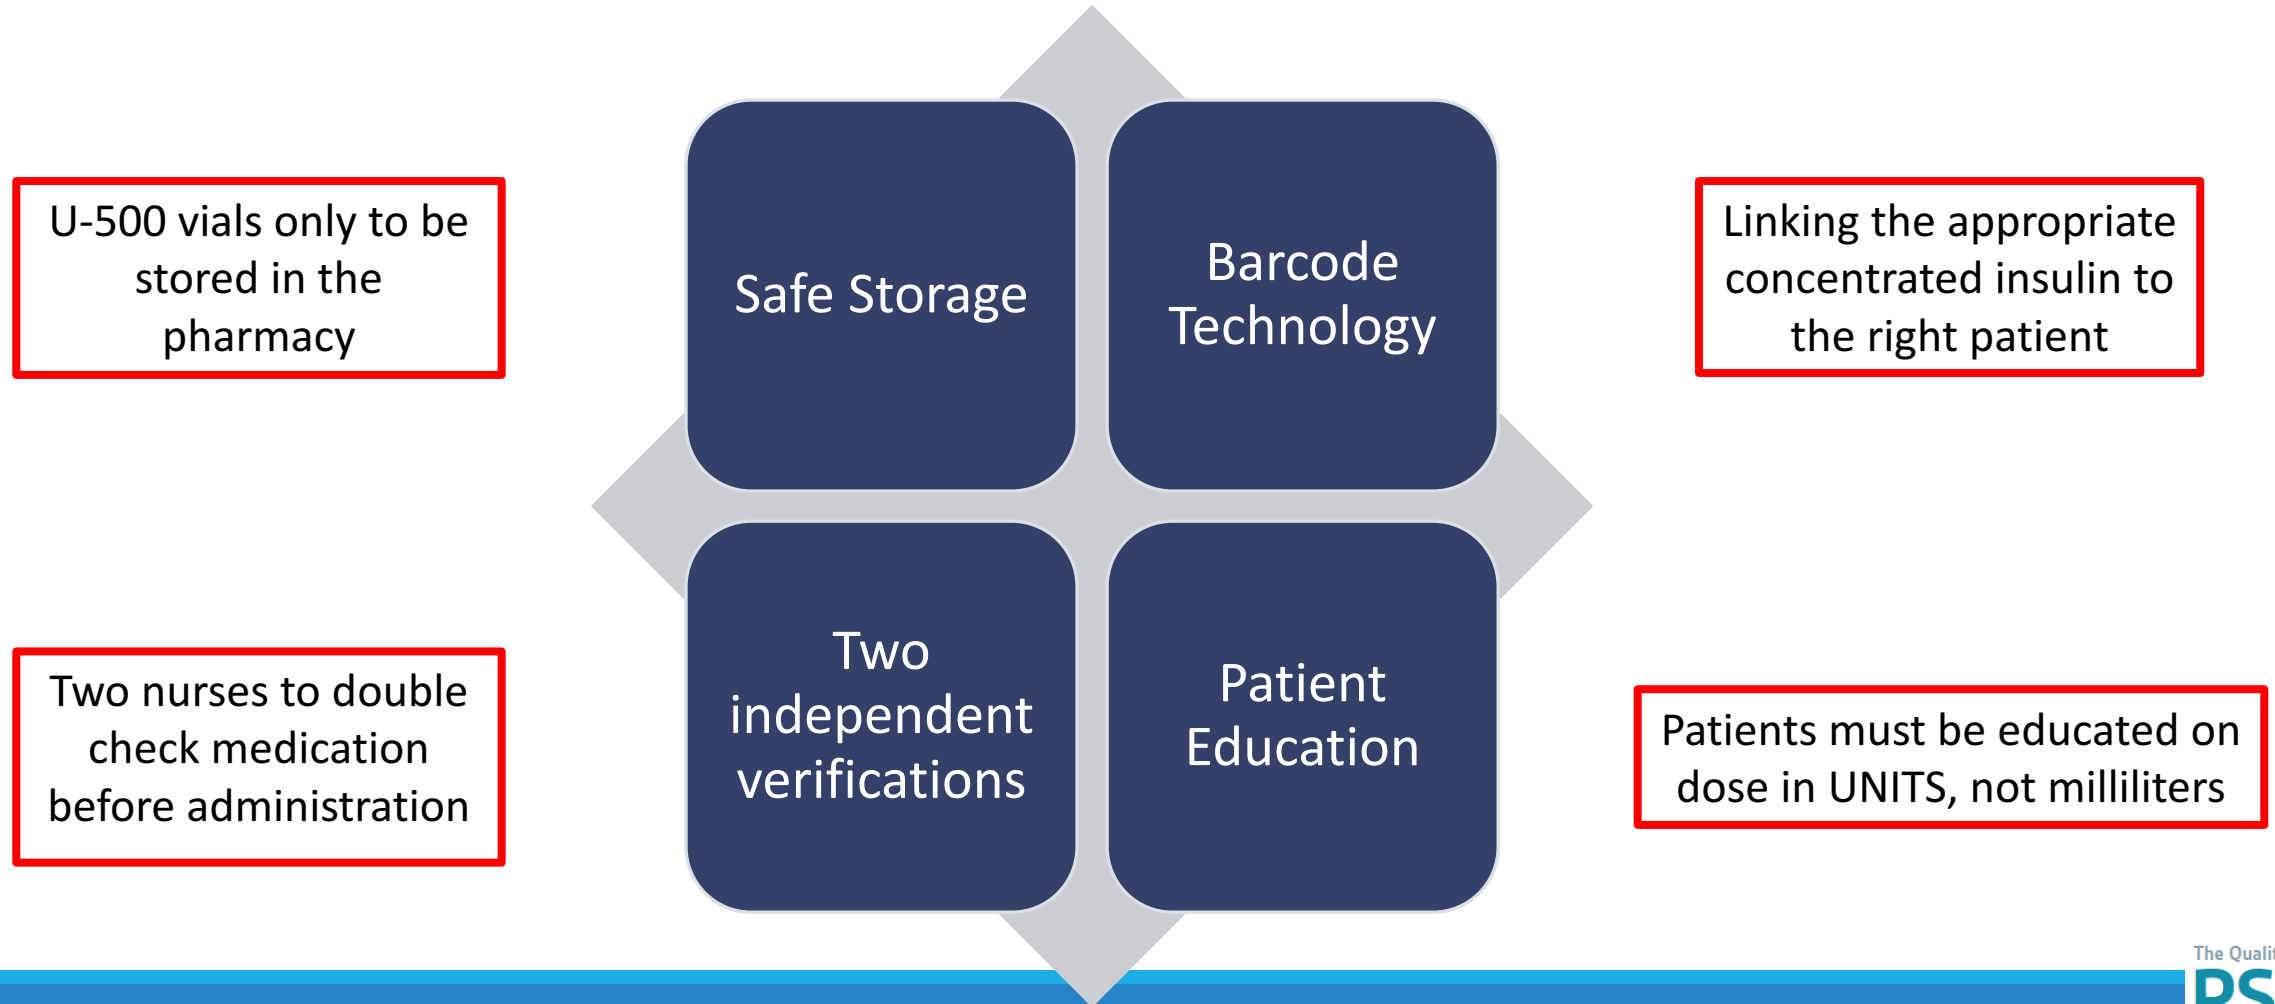 U-500 vials only to be
stored in the
pharmacy
Safe Storage
Barcode
Technology
Linking the appropriate
concentrated insulin to
the right patient
Two nurses to double
check medication
before administration
Two
independent
verifications
Patient
Education
Patients must be educated on
dose in UNITS, not milliliters
The Qualit